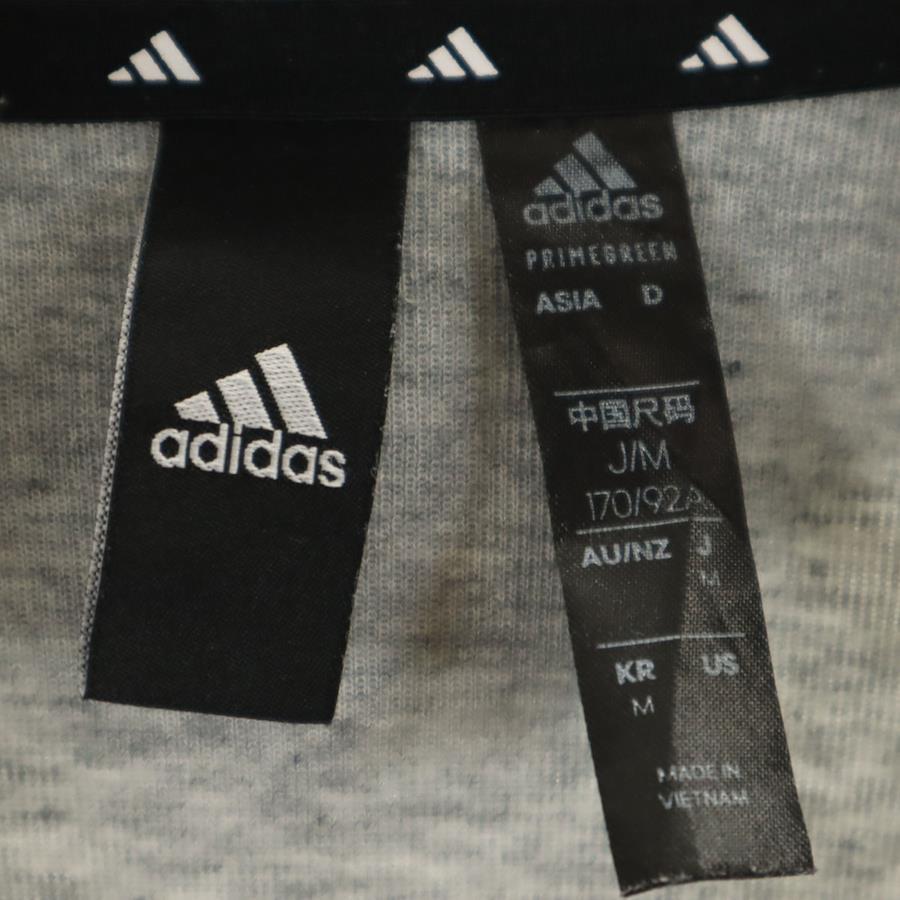 adidas
adidas
PRIMEGREEN
ASIA D
中国尺码
J/M
170/92A
AU/NZ J
M
KR US
M
MADE IN
VIETNAM